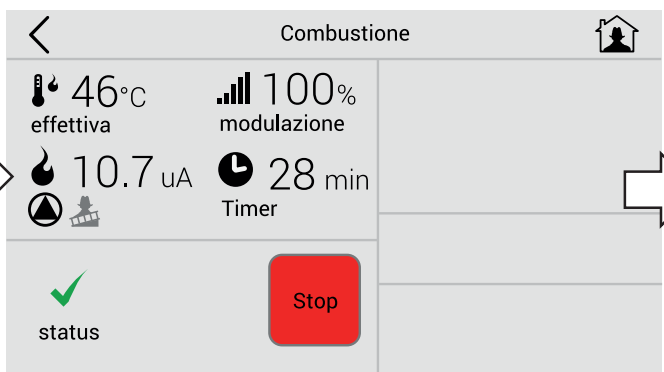 Combustione
46°C
effettiva
100%
modulazione
10.7 uA
28 min
Timer
status
Stop